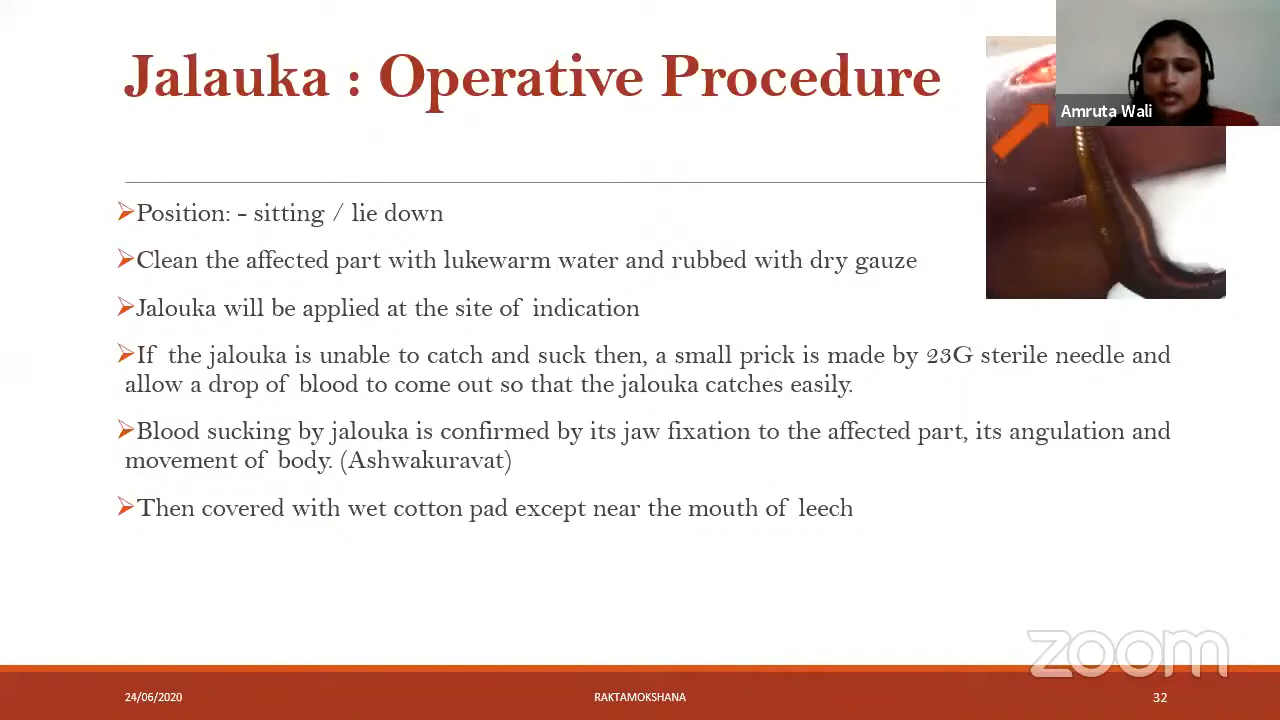 Jalauka : Operative Procedure
Amruta Wali
Position: - sitting / lie down
Clean the affected part with lukewarm water and rubbed with dry gauze
Jalouka will be applied at the site of indication
If the jalouka is unable to catch and suck then, a small prick is made by 23G sterile needle and
allow a drop of blood to come out so that the jalouka catches easily.
Blood sucking by jalouka is confirmed by its jaw fixation to the affected part, its angulation and
movement of body. (Ashwakuravat)
Then covered with wet cotton pad except near the mouth of leech
zoom
24/06/2020 RAKTAMOKSHANA 32